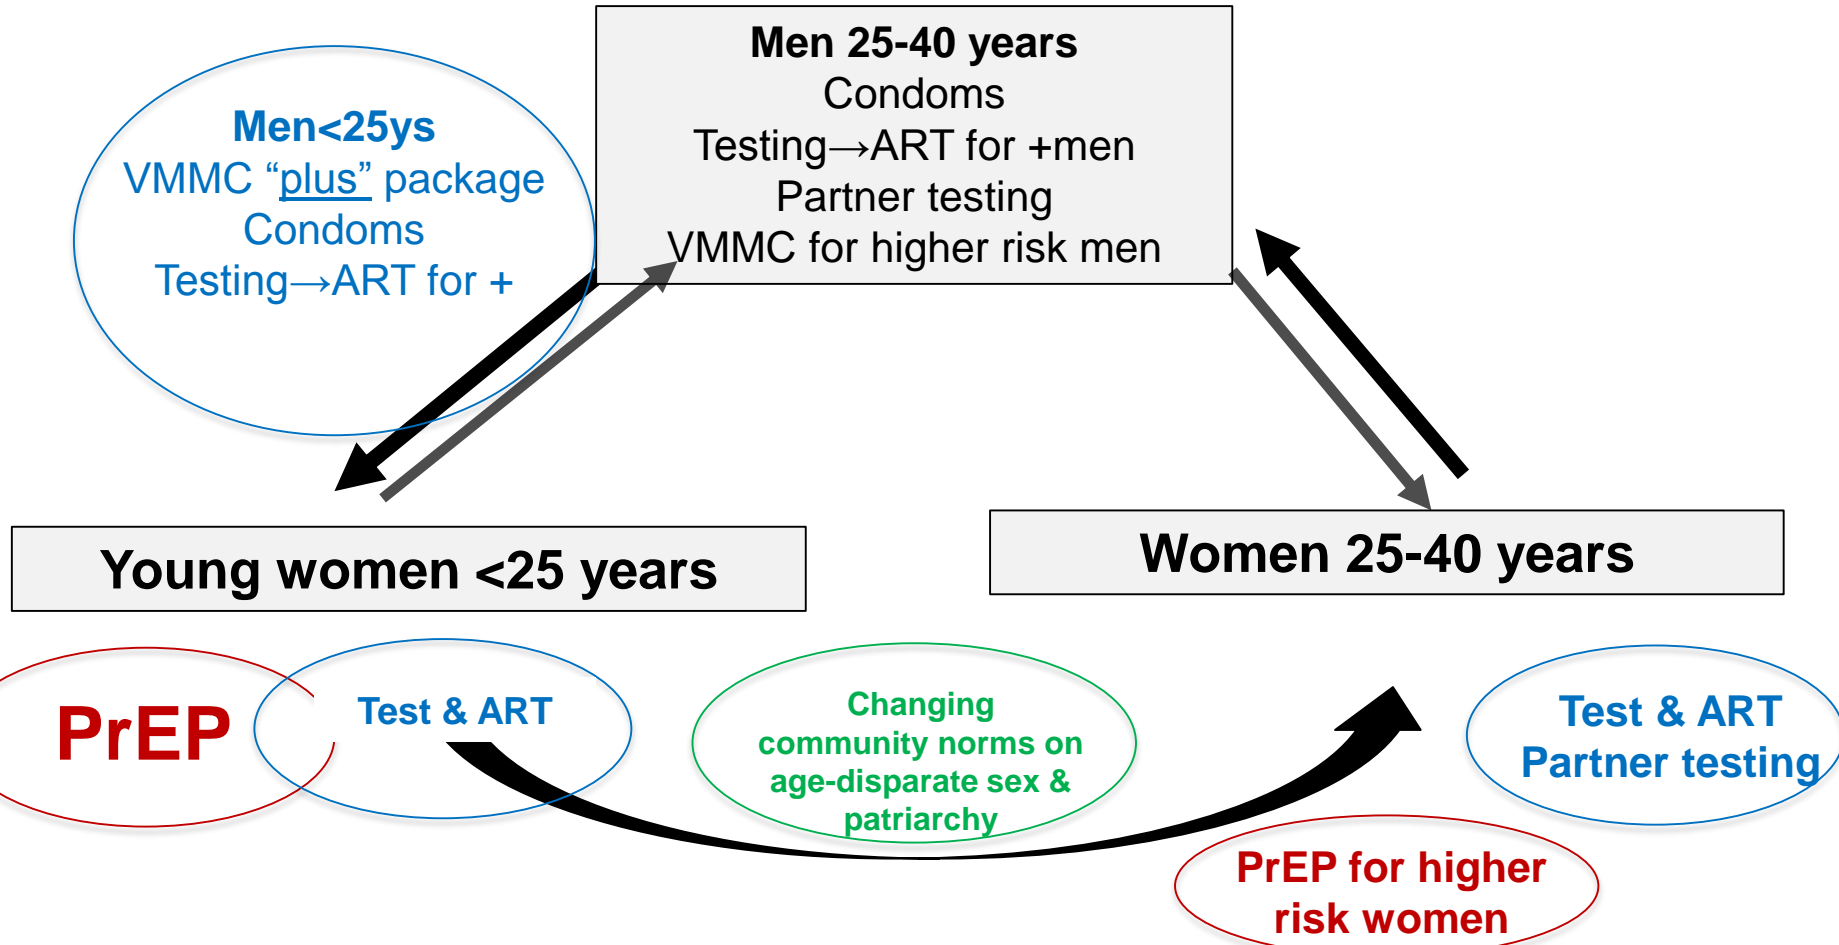 Men 25-40 years
Condoms
Testing→ART for +men
Partner testing
VMMC for higher risk men
Men<25ys
VMMC “plus” package
Condoms
Testing→ART for +
Young women <25 years
Women 25-40 years
PrEP
Test & ART
Changing
community norms on
age-disparate sex &
patriarchy
Test & ART
Partner testing
PrEP for higher
risk women